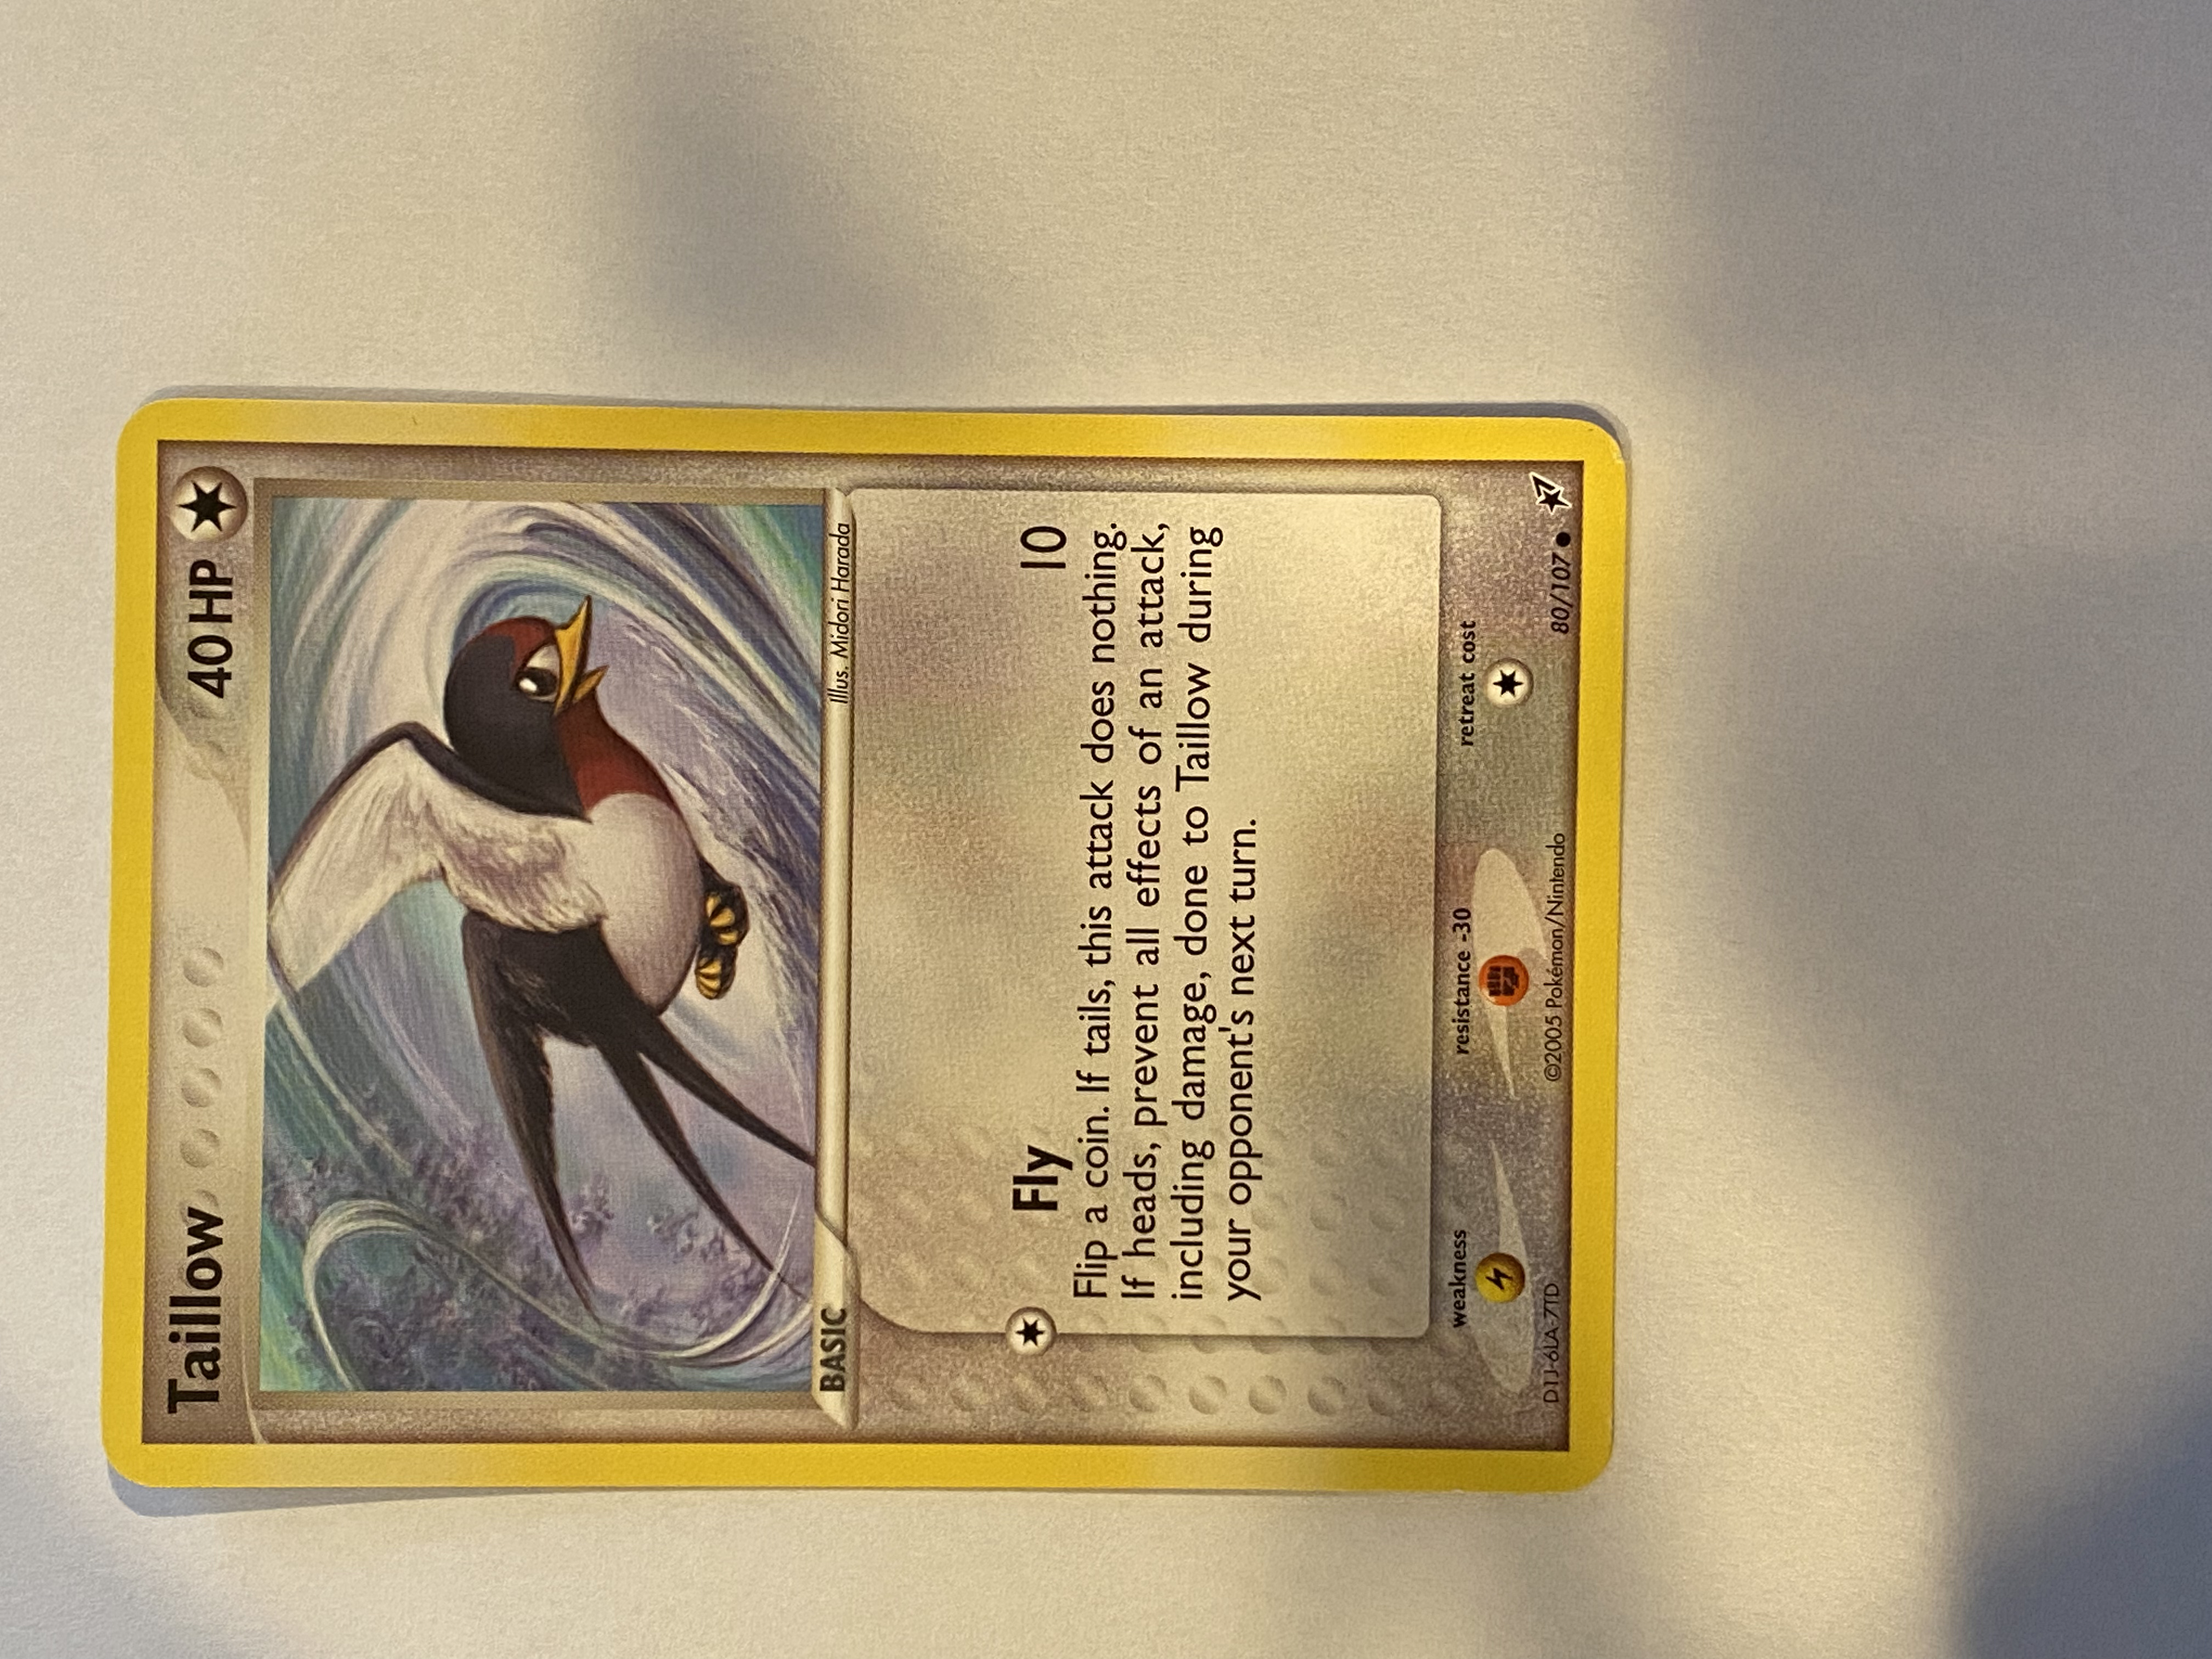 Taillow 40 HP
BASIC Illus. Midori Harada
Fly 10
Flip a coin. If tails, this attack does nothing.
If heads, prevent all effects of an attack,
including damage, done to Taillow during
your opponent's next turn.
weakness resistance -30 retreat cost
D1J-6LA-7TD ©2005 Pokémon/Nintendo 80/107